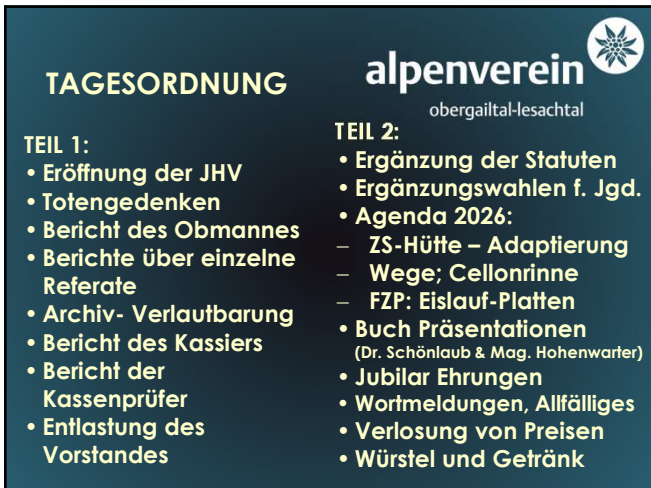 TAGESORDNUNG
TEIL 1:
• Eröffnung der JHV
• Totengedenken
• Bericht des Obmannes
• Berichte über einzelne
Referate
• Archiv- Verlautbarung
• Bericht des Kassiers
• Bericht der
Kassenprüfer
• Entlastung des
Vorstandes
alpenverein
obergailtal-lesachtal
TEIL 2:
• Ergänzung der Statuten
• Ergänzungswahlen f. Jgd.
• Agenda 2026:
– ZS-Hütte – Adaptierung
– Wege; Cellonrinne
– FZP: Eislauf-Platten
• Buch Präsentationen
(Dr. Schönlaub & Mag. Hohenwarter)
• Jubilar Ehrungen
• Wortmeldungen, Allfälliges
• Verlosung von Preisen
• Würstel und Getränk